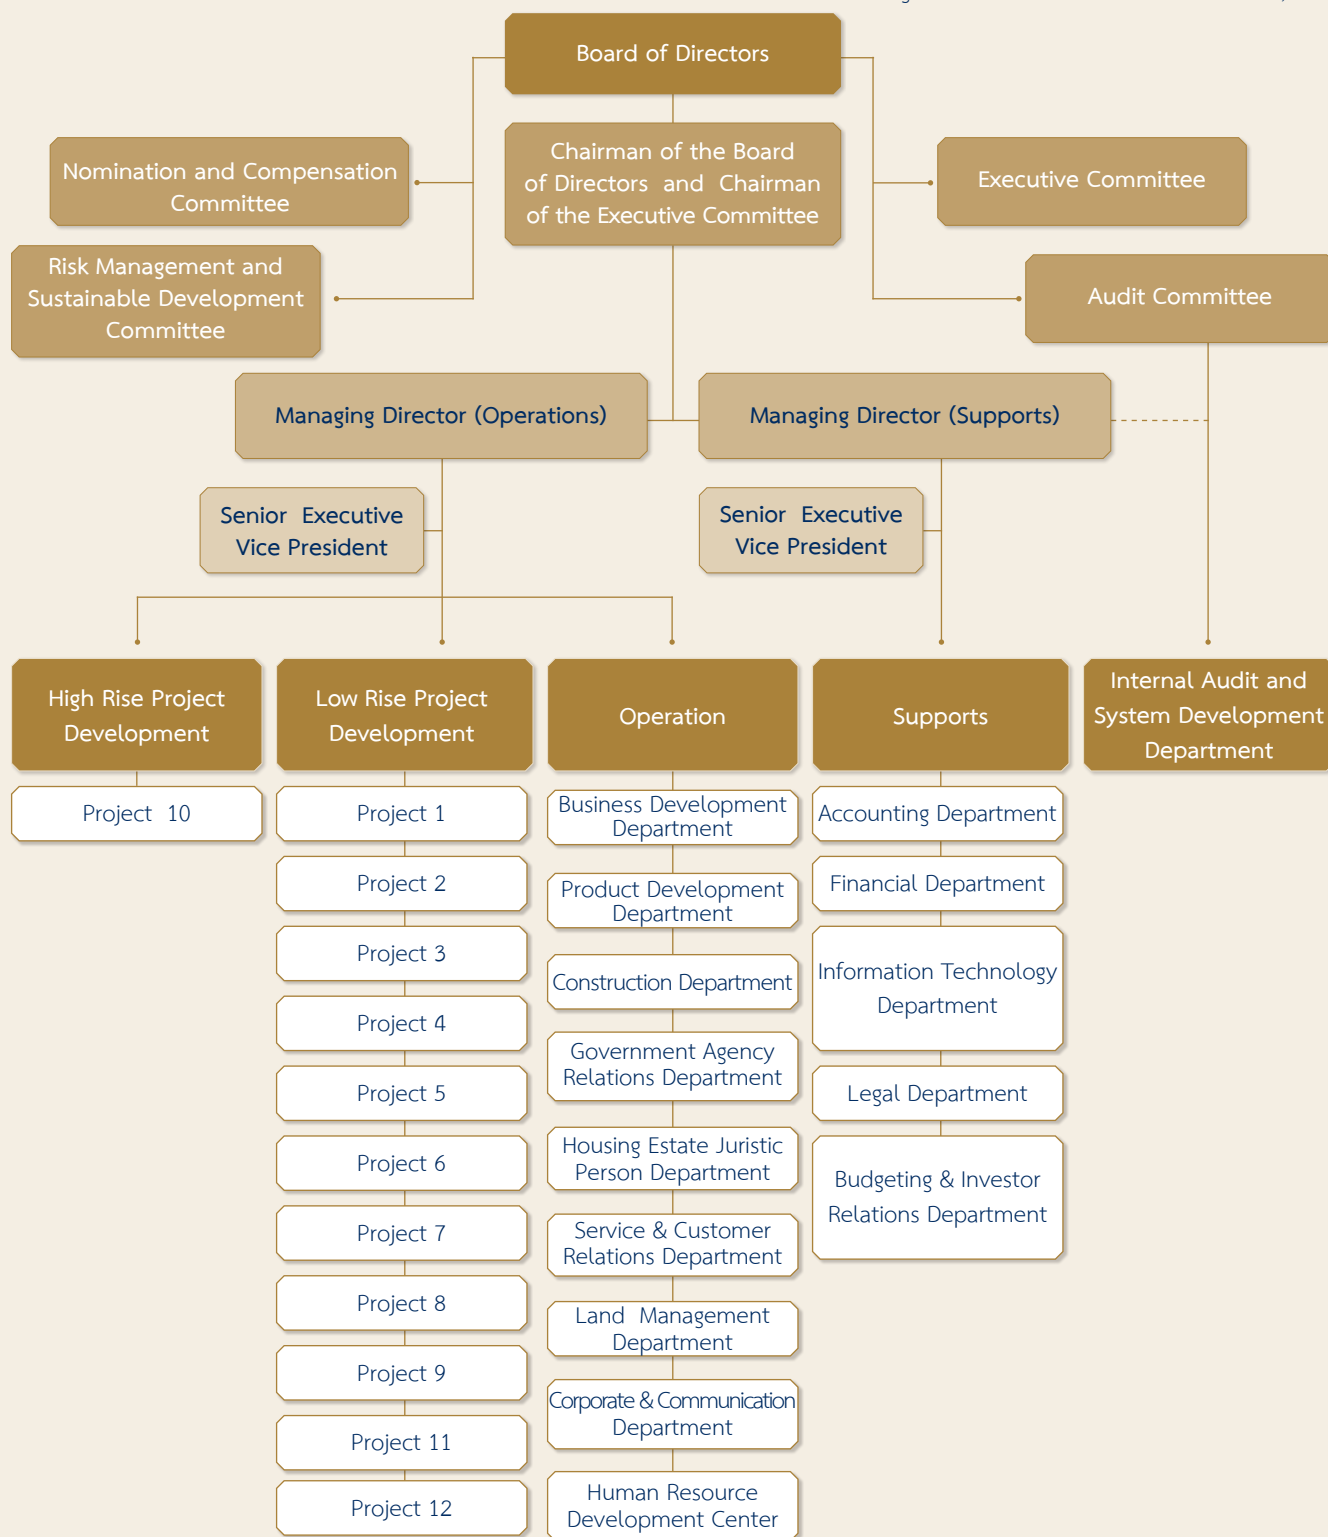 Board of Directors
Nomination and Compensation
Committee
Chairman of the Board
of Directors and Chairman
of the Executive Committee
Executive Committee
Risk Management and
Sustainable Development
Committee
Audit Committee
Managing Director (Operations)
Managing Director (Supports)
Senior Executive
Vice President
Senior Executive
Vice President
High Rise Project
Development
Low Rise Project
Development
Operation
Supports
Internal Audit and
System Development
Department
Project 10
Project 1
Project 2
Project 3
Project 4
Project 5
Project 6
Project 7
Project 8
Project 9
Project 11
Project 12
Business Development
Department
Product Development
Department
Construction Department
Government Agency
Relations Department
Housing Estate Juristic
Person Department
Service & Customer
Relations Department
Land Management
Department
Corporate & Communication
Department
Human Resource
Development Center
Accounting Department
Financial Department
Information Technology
Department
Legal Department
Budgeting & Investor
Relations Department